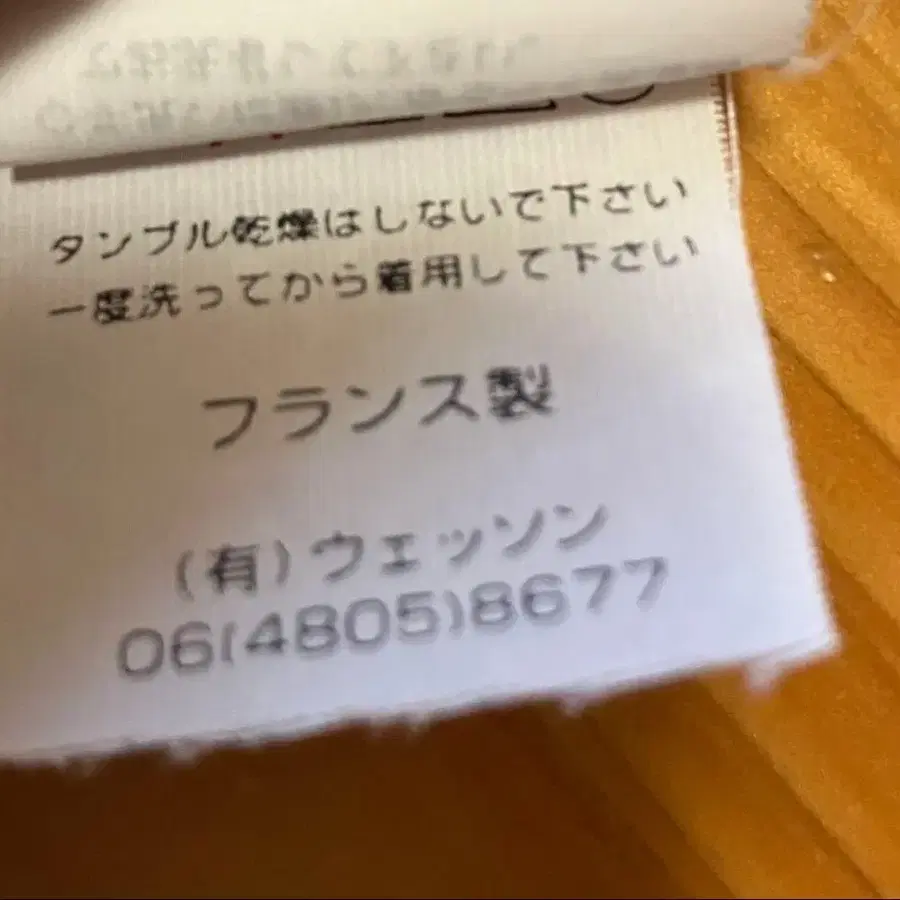 タンブル乾燥はしないで下さい
一度洗ってから着用して下さい
フランス製
(有)ウェッソン
06(4805)8677